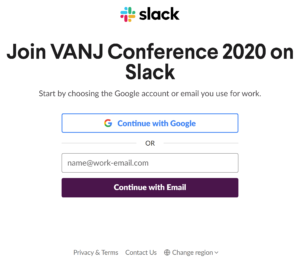 slack
Join VANJ Conference 2020 on
Slack
Start by choosing the Google account or email you use for work.
Continue with Google
OR
name@work-email.com
Continue with Email
Privacy & Terms Contact Us Change region